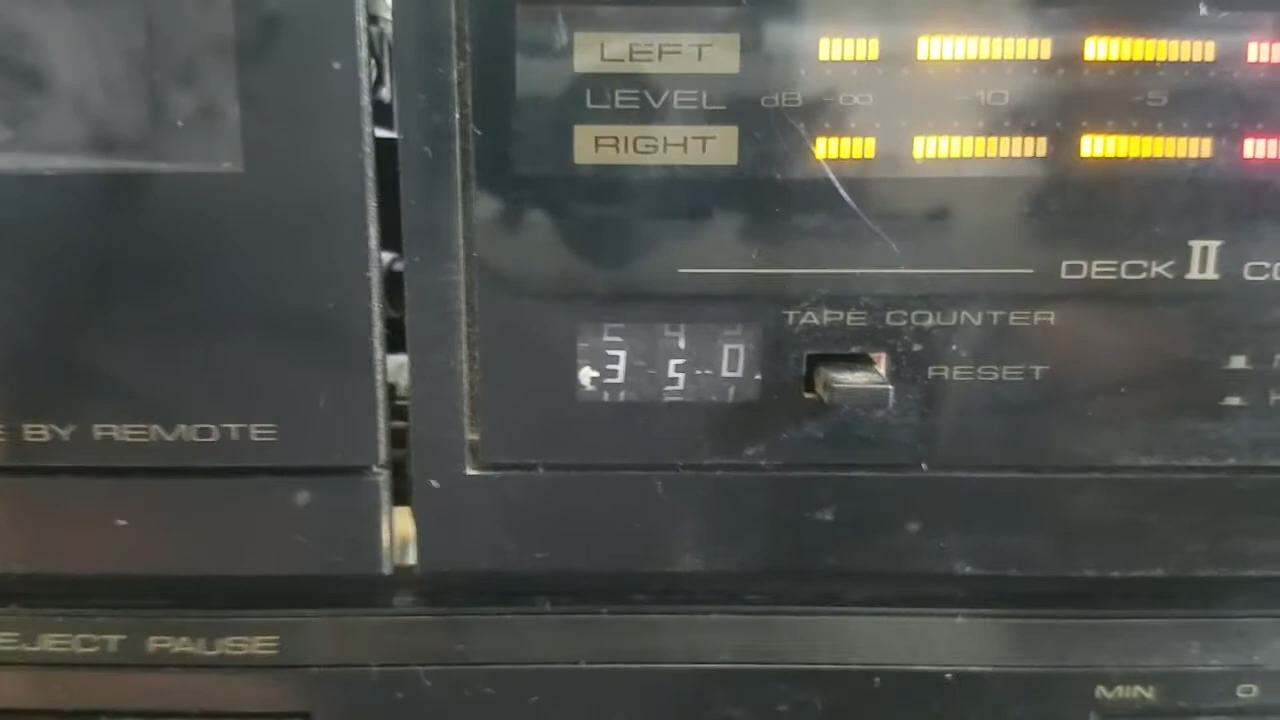 LEFT
LEVEL dB -∞ -10 -5
RIGHT
DECK II
TAPE COUNTER
3 5 0
RESET
BY REMOTE
EJECT PAUSE
MIN 0